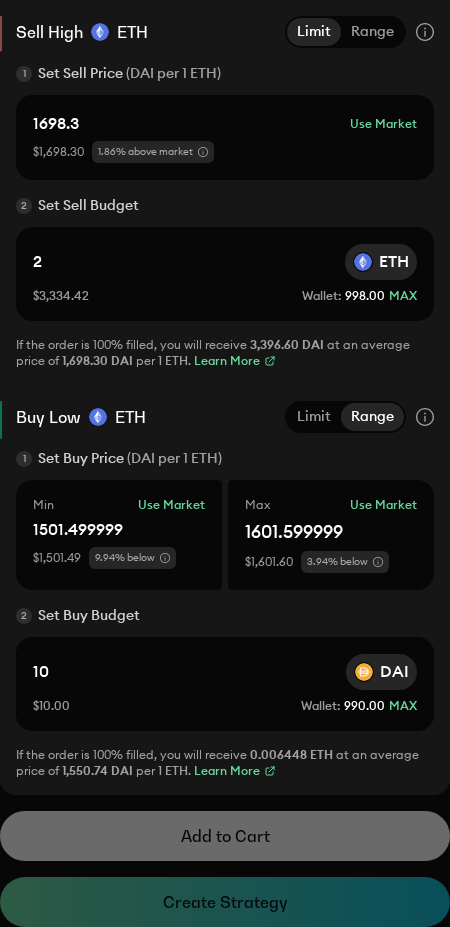 Sell High ETH Limit Range
1 Set Sell Price (DAI per 1 ETH)
1698.3 Use Market
$1,698.30 1.86% above market
2 Set Sell Budget
2 ETH
$3,334.42 Wallet: 998.00 MAX
If the order is 100% filled, you will receive 3,396.60 DAI at an average
price of 1,698.30 DAI per 1 ETH. Learn More
Buy Low ETH Limit Range
1 Set Buy Price (DAI per 1 ETH)
Min Use Market
1501.499999
$1,501.49 9.94% below
Max Use Market
1601.599999
$1,601.60 3.94% below
2 Set Buy Budget
10 DAI
$10.00 Wallet: 990.00 MAX
If the order is 100% filled, you will receive 0.006448 ETH at an average
price of 1,550.74 DAI per 1 ETH. Learn More
Add to Cart
Create Strategy